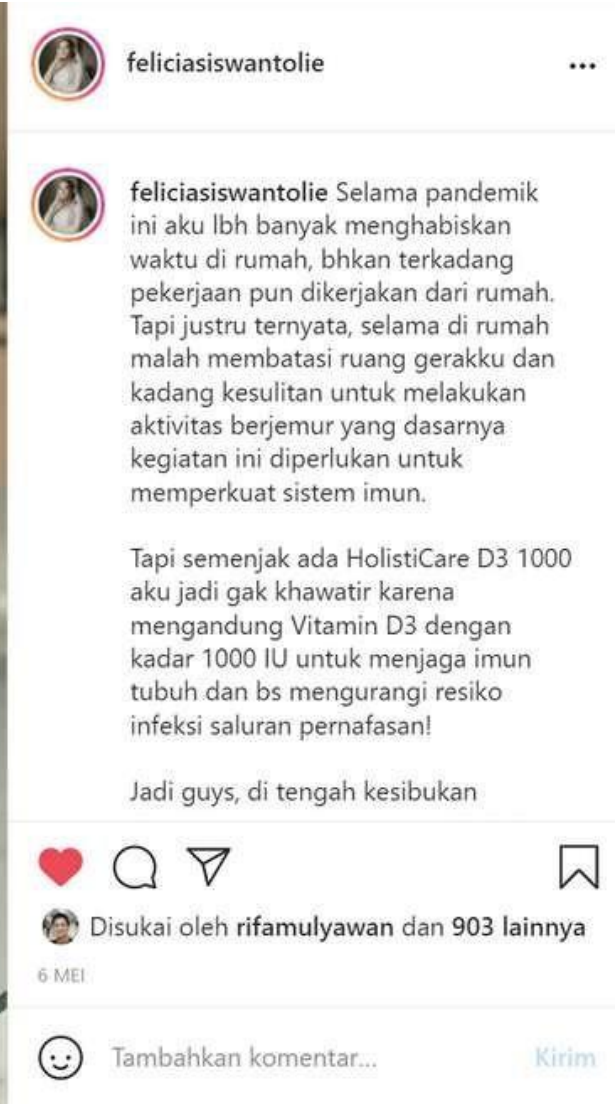 feliciasiswantolie
feliciasiswantolie Selama pandemik
ini aku lbh banyak menghabiskan
waktu di rumah, bhkan terkadang
pekerjaan pun dikerjakan dari rumah.
Tapi justru ternyata, selama di rumah
malah membatasi ruang gerakku dan
kadang kesulitan untuk melakukan
aktivitas berjemur yang dasarnya
kegiatan ini diperlukan untuk
memperkuat sistem imun.
Tapi semenjak ada HolistiCare D3 1000
aku jadi gak khawatir karena
mengandung Vitamin D3 dengan
kadar 1000 IU untuk menjaga imun
tubuh dan bs mengurangi resiko
infeksi saluran pernafasan!
Jadi guys, di tengah kesibukan
Disukai oleh rifamulyawan dan 903 lainnya
6 MEI
Tambahkan komentar... Kirim